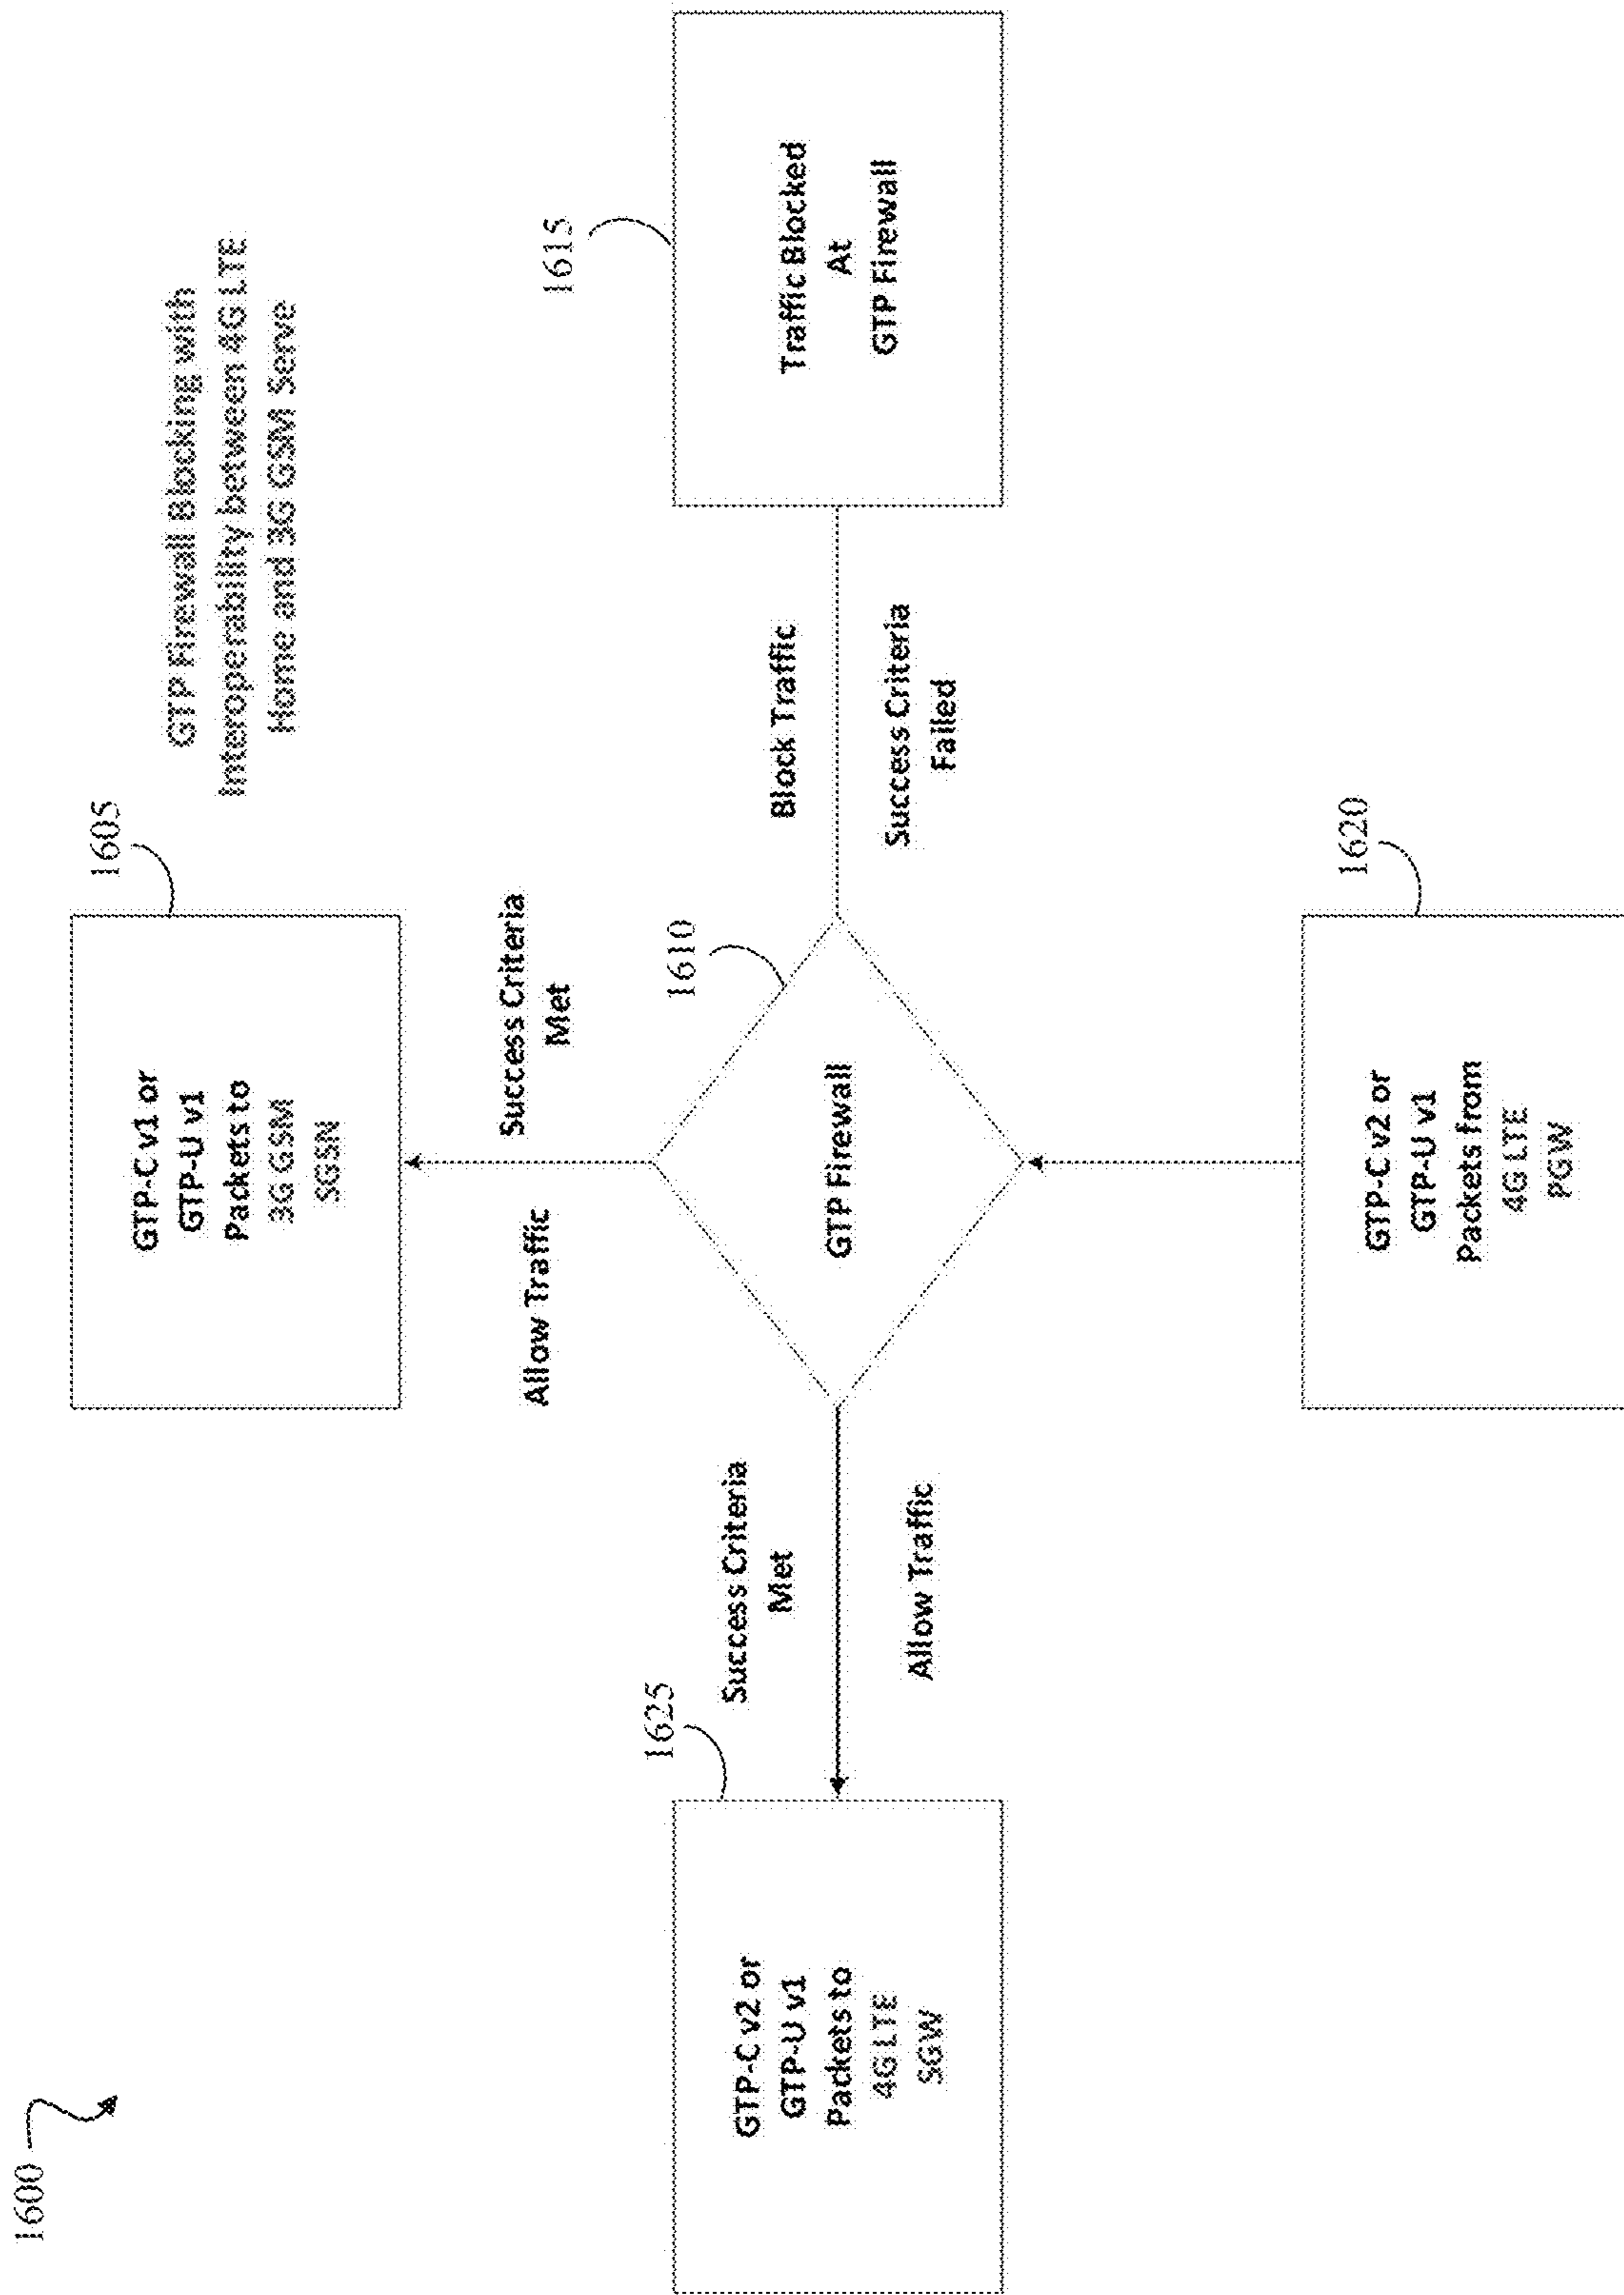 1600
GTP Firewall Blocking with
Interoperability between 4G LTE
Home and 3G GSM Serve
1605
GTP-C v1 or
GTP-U v1
Packets to
3G GSM
SGSN
Allow Traffic
Success Criteria
Met
1625
GTP-C v2 or
GTP-U v1
Packets to
4G LTE
SGW
Success Criteria
Met
Allow Traffic
1610
GTP Firewall
Block Traffic
Success Criteria
Failed
1615
Traffic Blocked
At
GTP Firewall
1620
GTP-C v2 or
GTP-U v1
Packets from
4G LTE
PGW